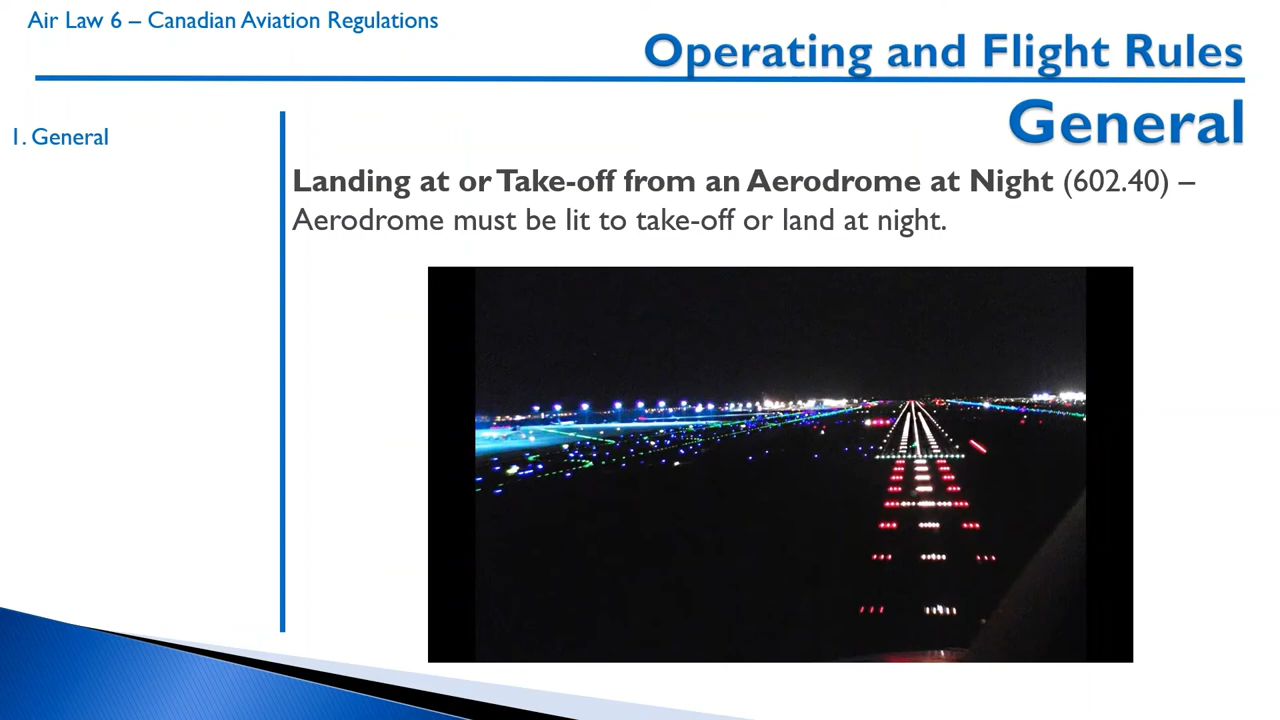 Air Law 6 – Canadian Aviation Regulations
Operating and Flight Rules
General
1. General
Landing at or Take-off from an Aerodrome at Night (602.40) –
Aerodrome must be lit to take-off or land at night.